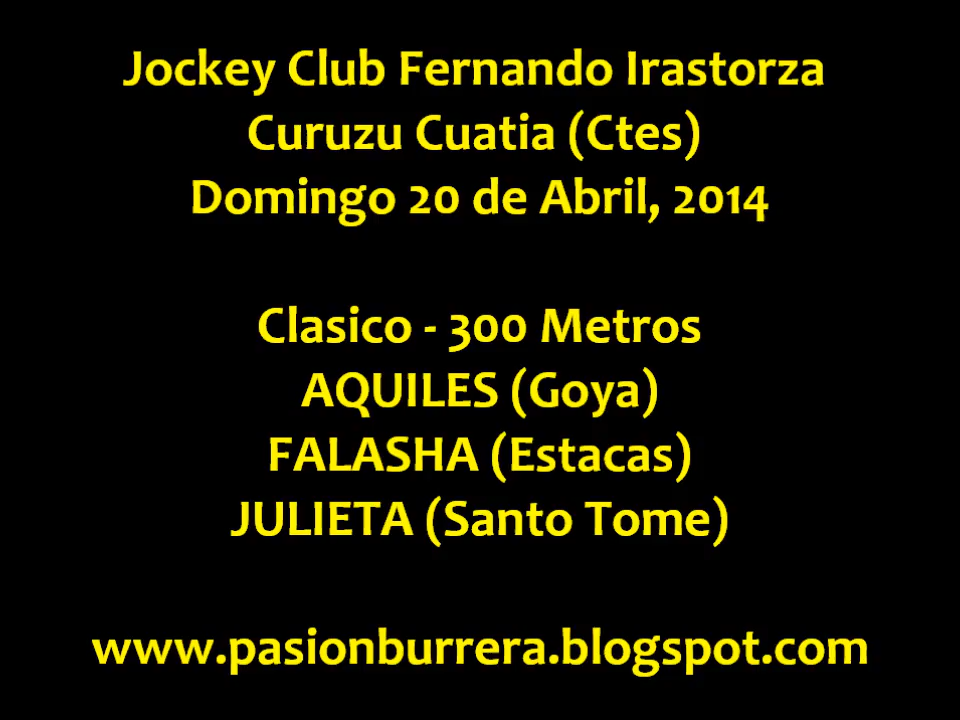 Jockey Club Fernando Irastorza
Curuzu Cuatia (Ctes)
Domingo 20 de Abril, 2014
Clasico - 300 Metros
AQUILES (Goya)
FALASHA (Estacas)
JULIETA (Santo Tome)
www.pasionburrera.blogspot.com